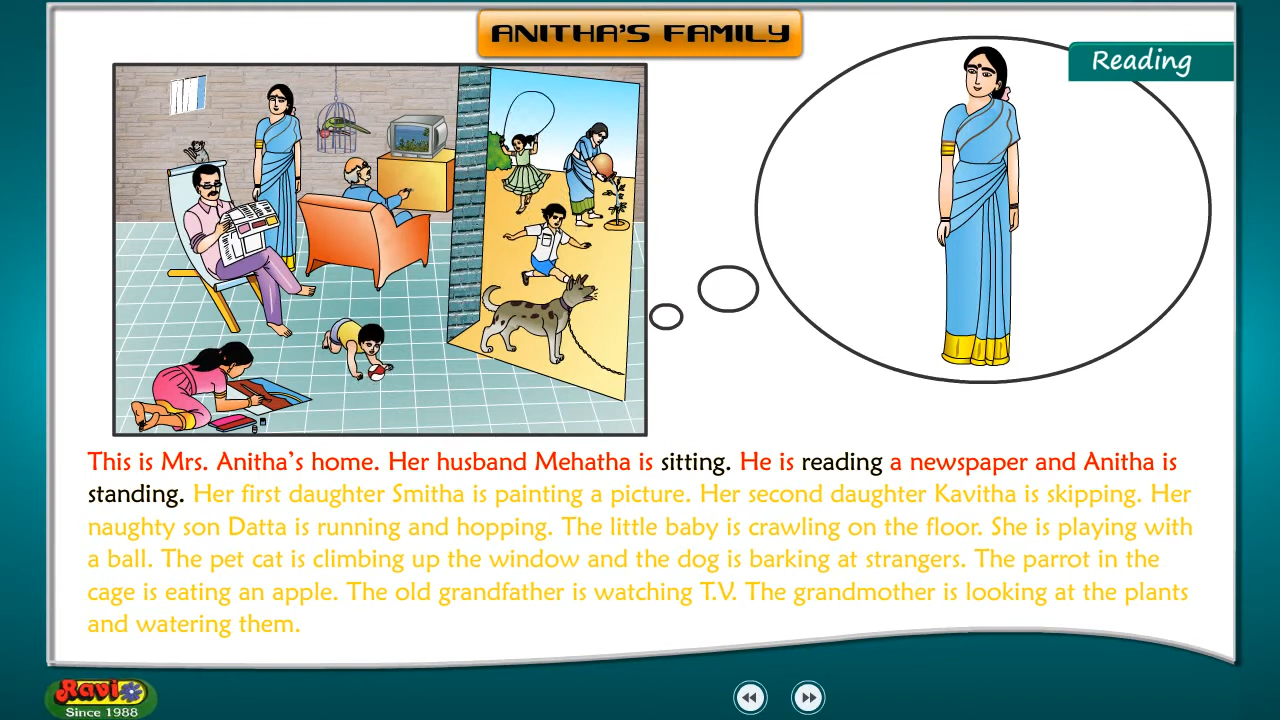 ANITHA'S FAMILY
Reading
This is Mrs. Anitha's home. Her husband Mehatha is sitting. He is reading a newspaper and Anitha is
standing. Her first daughter Smitha is painting a picture. Her second daughter Kavitha is skipping. Her
naughty son Datta is running and hopping. The little baby is crawling on the floor. She is playing with
a ball. The pet cat is climbing up the window and the dog is barking at strangers. The parrot in the
cage is eating an apple. The old grandfather is watching T.V. The grandmother is looking at the plants
and watering them.
Ravi
Since 1988